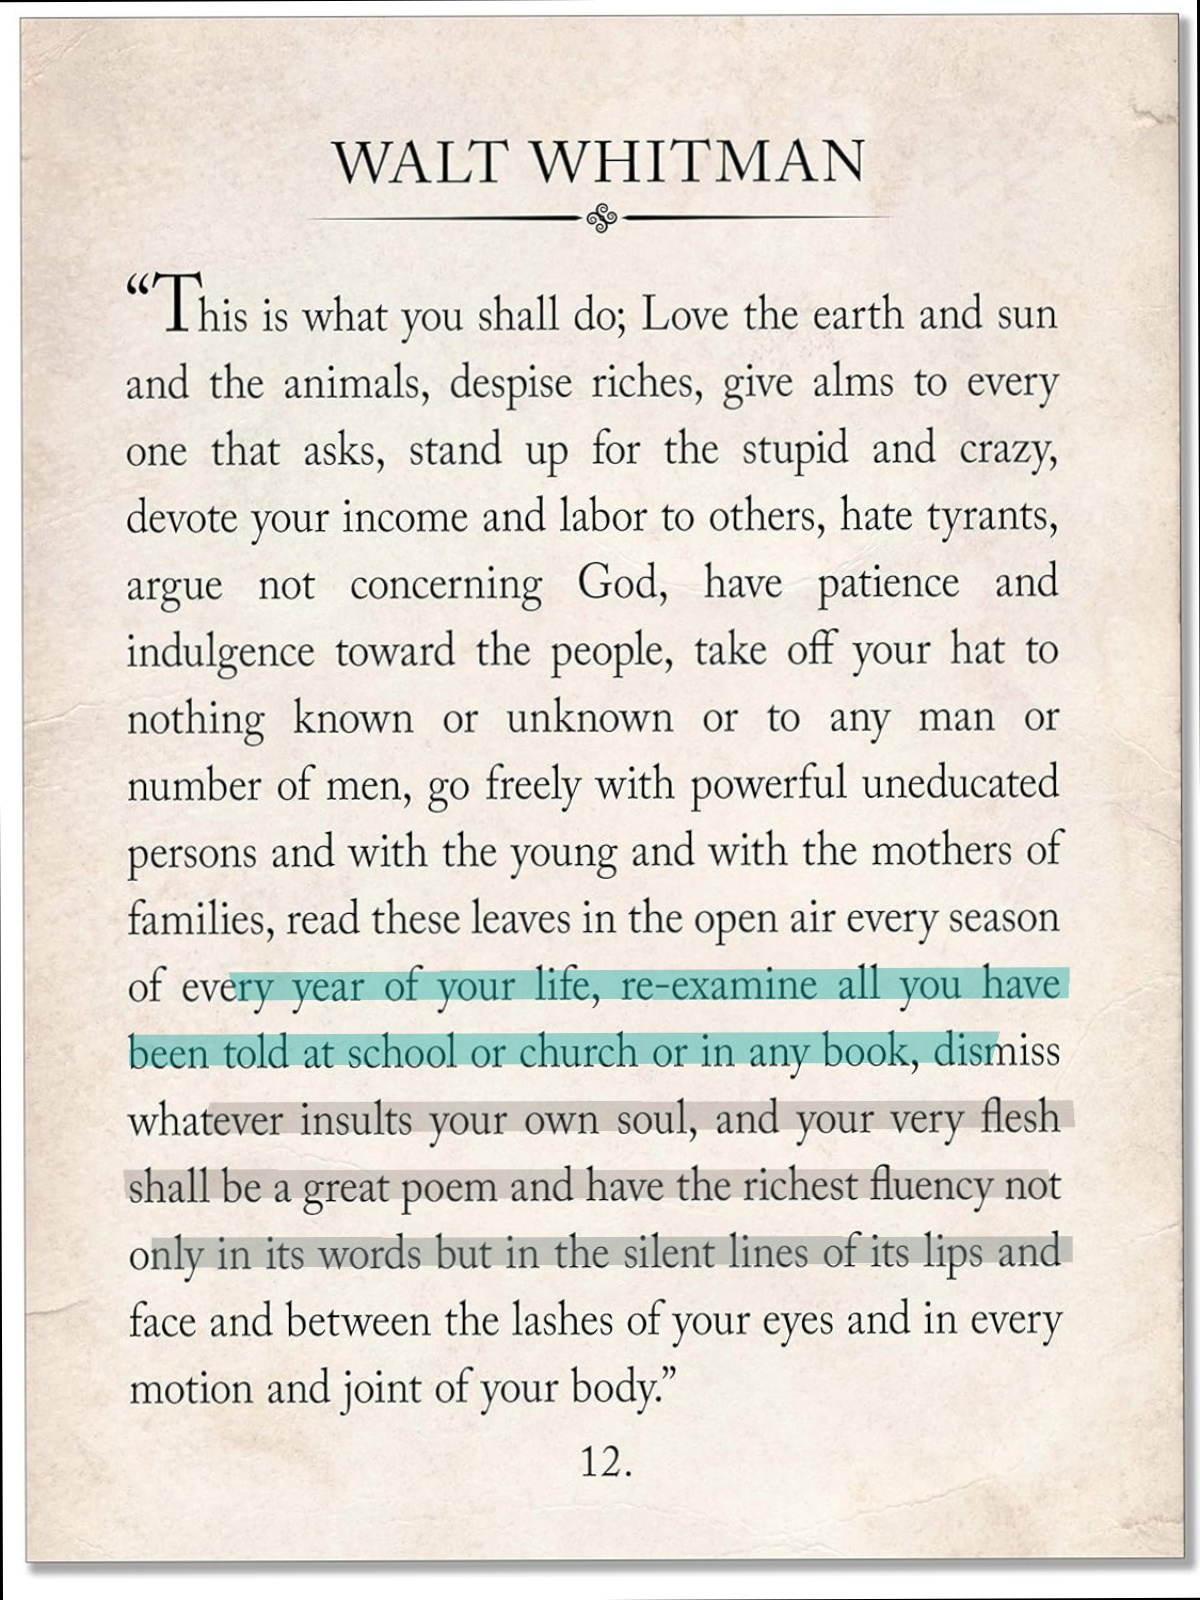 WALT WHITMAN
“This is what you shall do; Love the earth and sun
and the animals, despise riches, give alms to every
one that asks, stand up for the stupid and crazy,
devote your income and labor to others, hate tyrants,
argue not concerning God, have patience and
indulgence toward the people, take off your hat to
nothing known or unknown or to any man or
number of men, go freely with powerful uneducated
persons and with the young and with the mothers of
families, read these leaves in the open air every season
of every year of your life, re-examine all you have
been told at school or church or in any book, dismiss
whatever insults your own soul, and your very flesh
shall be a great poem and have the richest fluency not
only in its words but in the silent lines of its lips and
face and between the lashes of your eyes and in every
motion and joint of your body.”
12.